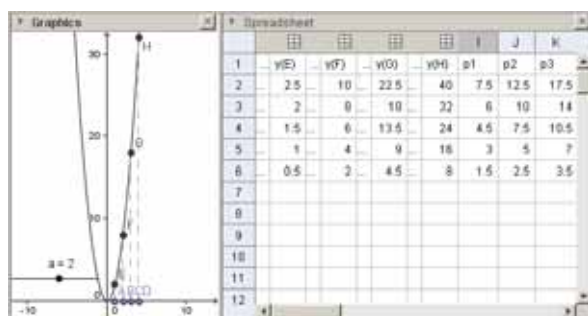 Graphics
Spreadsheet
I J K
1 y(E) y(F) y(G) y(H) p1 p2 p3
2 2.5 10 22.5 40 7.5 12.5 17.5
3 2 8 18 32 6 10 14
4 1.5 6 13.5 24 4.5 7.5 10.5
5 1 4 9 16 3 5 7
6 0.5 2 4.5 8 1.5 2.5 3.5
7
8
9
10
11
12
30
H
20
G
10
a = 2
0
-10 0 10